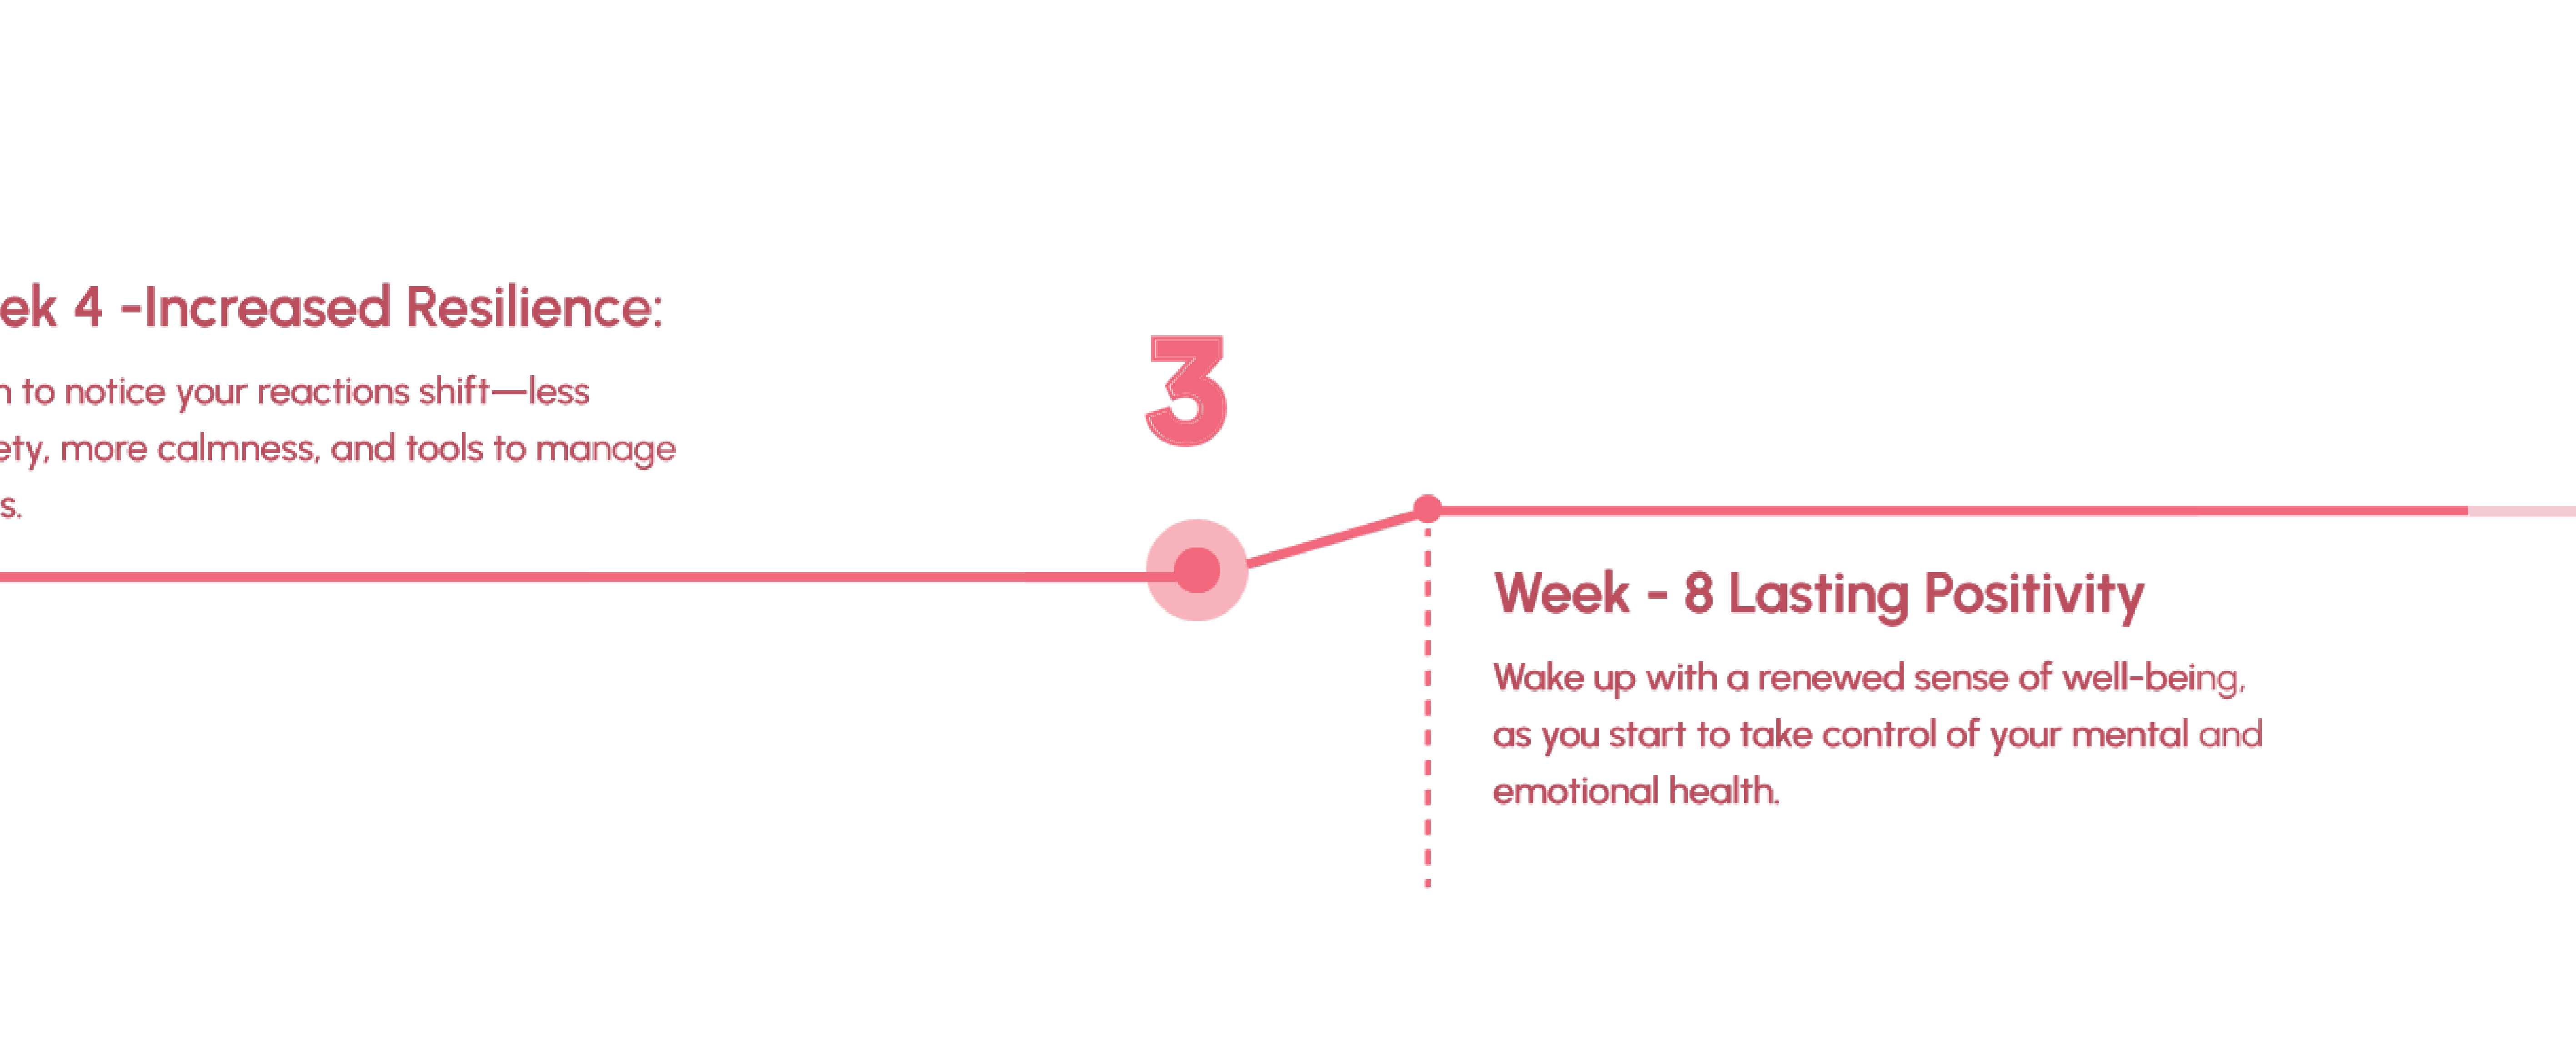 ek 4 -Increased Resilience:
to notice your reactions shift—less
ety, more calmness, and tools to manage
s.
3
Week - 8 Lasting Positivity
Wake up with a renewed sense of well-being,
as you start to take control of your mental and
emotional health.